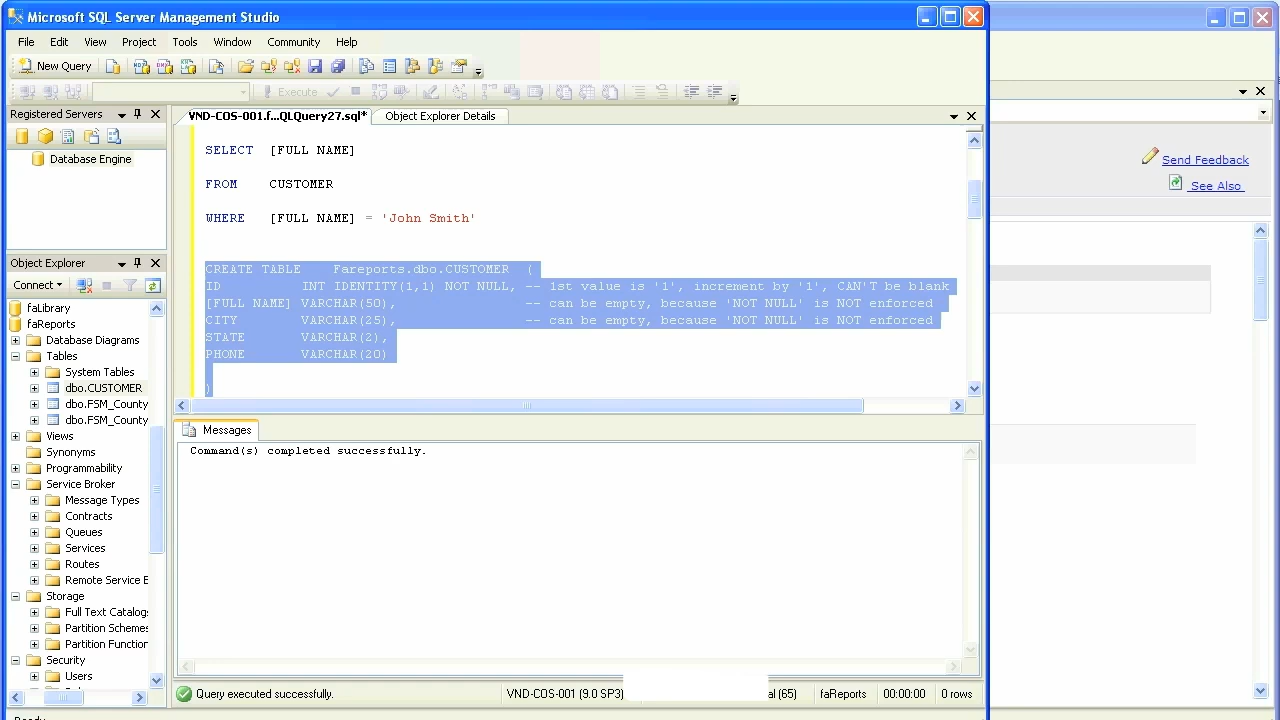 Microsoft SQL Server Management Studio
File Edit View Project Tools Window Community Help
New Query
Execute
Registered Servers
Database Engine
Object Explorer
Connect
faLibrary
faReports
Database Diagrams
Tables
System Tables
dbo.CUSTOMER
dbo.FSM_County
dbo.FSM_County
Views
Synonyms
Programmability
Service Broker
Message Types
Contracts
Queues
Services
Routes
Remote Service B
Storage
Full Text Catalog
Partition Scheme
Partition Function
Security
Users
VND-COS-001.f...QLQuery27.sql* Object Explorer Details
SELECT [FULL NAME]
FROM CUSTOMER
WHERE [FULL NAME] = 'John Smith'
CREATE TABLE Fareports.dbo.CUSTOMER (
ID INT IDENTITY(1,1) NOT NULL, -- 1st value is '1', increment by '1', CAN'T be blank
[FULL NAME] VARCHAR(50), -- can be empty, because 'NOT NULL' is NOT enforced
CITY VARCHAR(25), -- can be empty, because 'NOT NULL' is NOT enforced
STATE VARCHAR(2),
PHONE VARCHAR(20)
)
Messages
Command(s) completed successfully.
Query executed successfully. VND-COS-001 (9.0 SP3) al (65) faReports 00:00:00 0 rows
Send Feedback
See Also